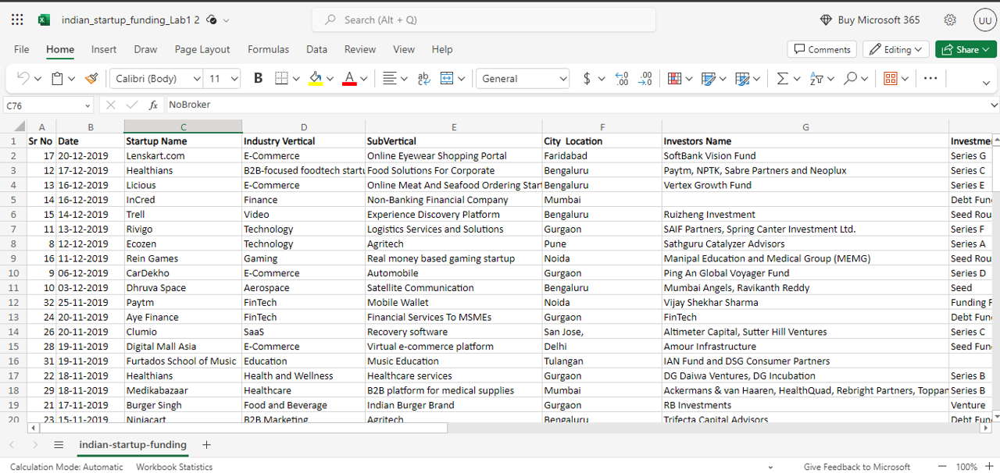 indian_startup_funding_Lab1 2 Search (Alt + Q) Buy Microsoft 365 UU
File Home Insert Draw Page Layout Formulas Data Review View Help Comments Editing Share
Calibri (Body) 11 B A General $ .00 .00
C76 fx NoBroker
A B C D E F G
1 Sr No Date Startup Name Industry Vertical SubVertical City Location Investors Name Investme
2 17 20-12-2019 Lenskart.com E-Commerce Online Eyewear Shopping Portal Faridabad SoftBank Vision Fund Series G
3 12 17-12-2019 Healthians B2B-focused foodtech startu Food Solutions For Corporate Bengaluru Paytm, NPTK, Sabre Partners and Neoplux Series C
4 13 16-12-2019 Licious E-Commerce Online Meat And Seafood Ordering Star Bengaluru Vertex Growth Fund Series E
5 14 16-12-2019 InCred Finance Non-Banking Financial Company Mumbai Debt Fun
6 15 14-12-2019 Trell Video Experience Discovery Platform Bengaluru Ruizheng Investment Seed Rou
7 11 13-12-2019 Rivigo Technology Logistics Services and Solutions Gurgaon SAIF Partners, Spring Canter Investment Ltd. Series F
8 8 12-12-2019 Ecozen Technology Agritech Pune Sathguru Catalyzer Advisors Series A
9 16 11-12-2019 Rein Games Gaming Real money based gaming startup Noida Manipal Education and Medical Group (MEMG) Seed Rou
10 9 06-12-2019 CarDekho E-Commerce Automobile Gurgaon Ping An Global Voyager Fund Series D
11 10 03-12-2019 Dhruva Space Aerospace Satellite Communication Bengaluru Mumbai Angels, Ravikanth Reddy Seed
12 32 25-11-2019 Paytm FinTech Mobile Wallet Noida Vijay Shekhar Sharma Funding F
13 24 20-11-2019 Aye Finance FinTech Financial Services To MSMEs Gurgaon FinTech Debt Fun
14 26 20-11-2019 Clumio SaaS Recovery software San Jose, Altimeter Capital, Sutter Hill Ventures Series C
15 28 19-11-2019 Digital Mall Asia E-Commerce Virtual e-commerce platform Delhi Amour Infrastructure Seed Fun
16 31 19-11-2019 Furtados School of Music Education Music Education Tulangan IAN Fund and DSG Consumer Partners
17 22 18-11-2019 Healthians Health and Wellness Healthcare services Gurgaon DG Daiwa Ventures, DG Incubation Series B
18 29 18-11-2019 Medikabazaar Healthcare B2B platform for medical supplies Mumbai Ackermans & van Haaren, HealthQuad, Rebright Partners, Toppan Series B
19 21 17-11-2019 Burger Singh Food and Beverage Indian Burger Brand Gurgaon RB Investments Venture
20 23 15-11-2019 Ninjacart B2B Marketing Agritech Bengaluru Trifecta Capital Advisors Debt Fun
indian-startup-funding
Calculation Mode: Automatic Workbook Statistics Give Feedback to Microsoft 100%